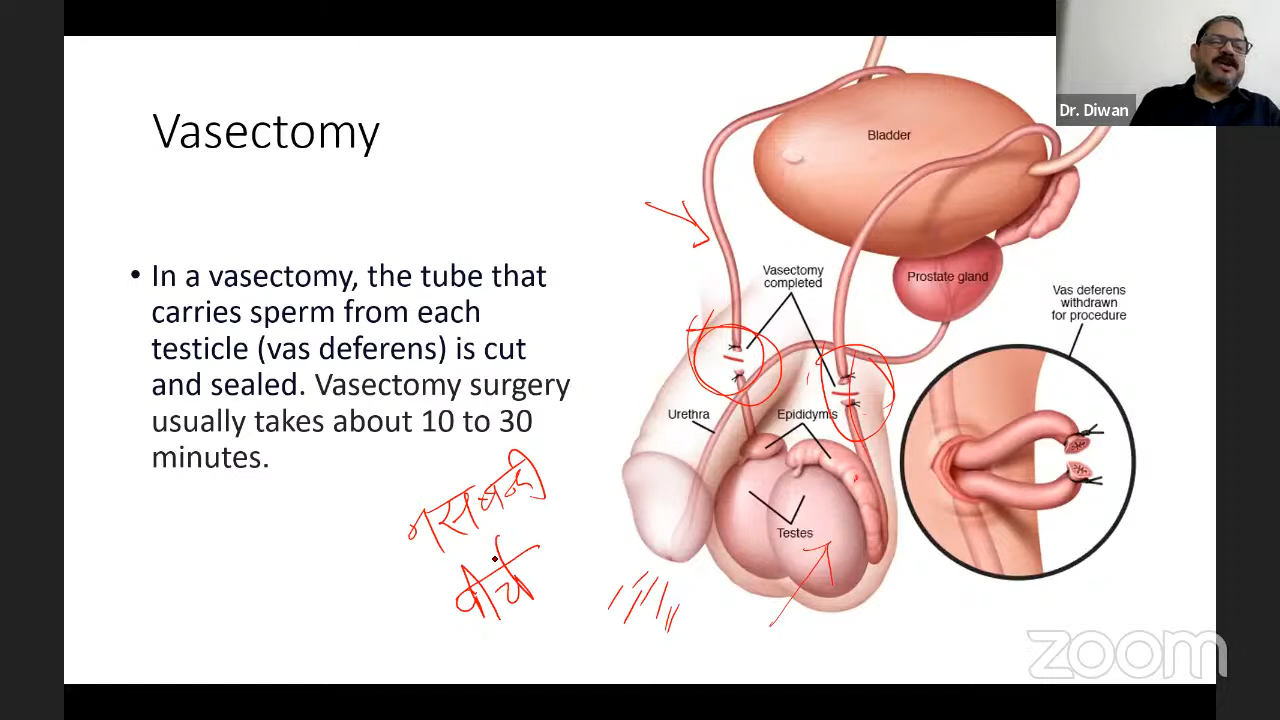 Vasectomy
• In a vasectomy, the tube that
carries sperm from each
testicle (vas deferens) is cut
and sealed. Vasectomy surgery
usually takes about 10 to 30
minutes.
नसबन्दी
वीर्य
Bladder
Vasectomy
completed
Prostate gland
Vas deferens
withdrawn
for procedure
Urethra
Epididymis
Testes
Dr. Diwan
zoom